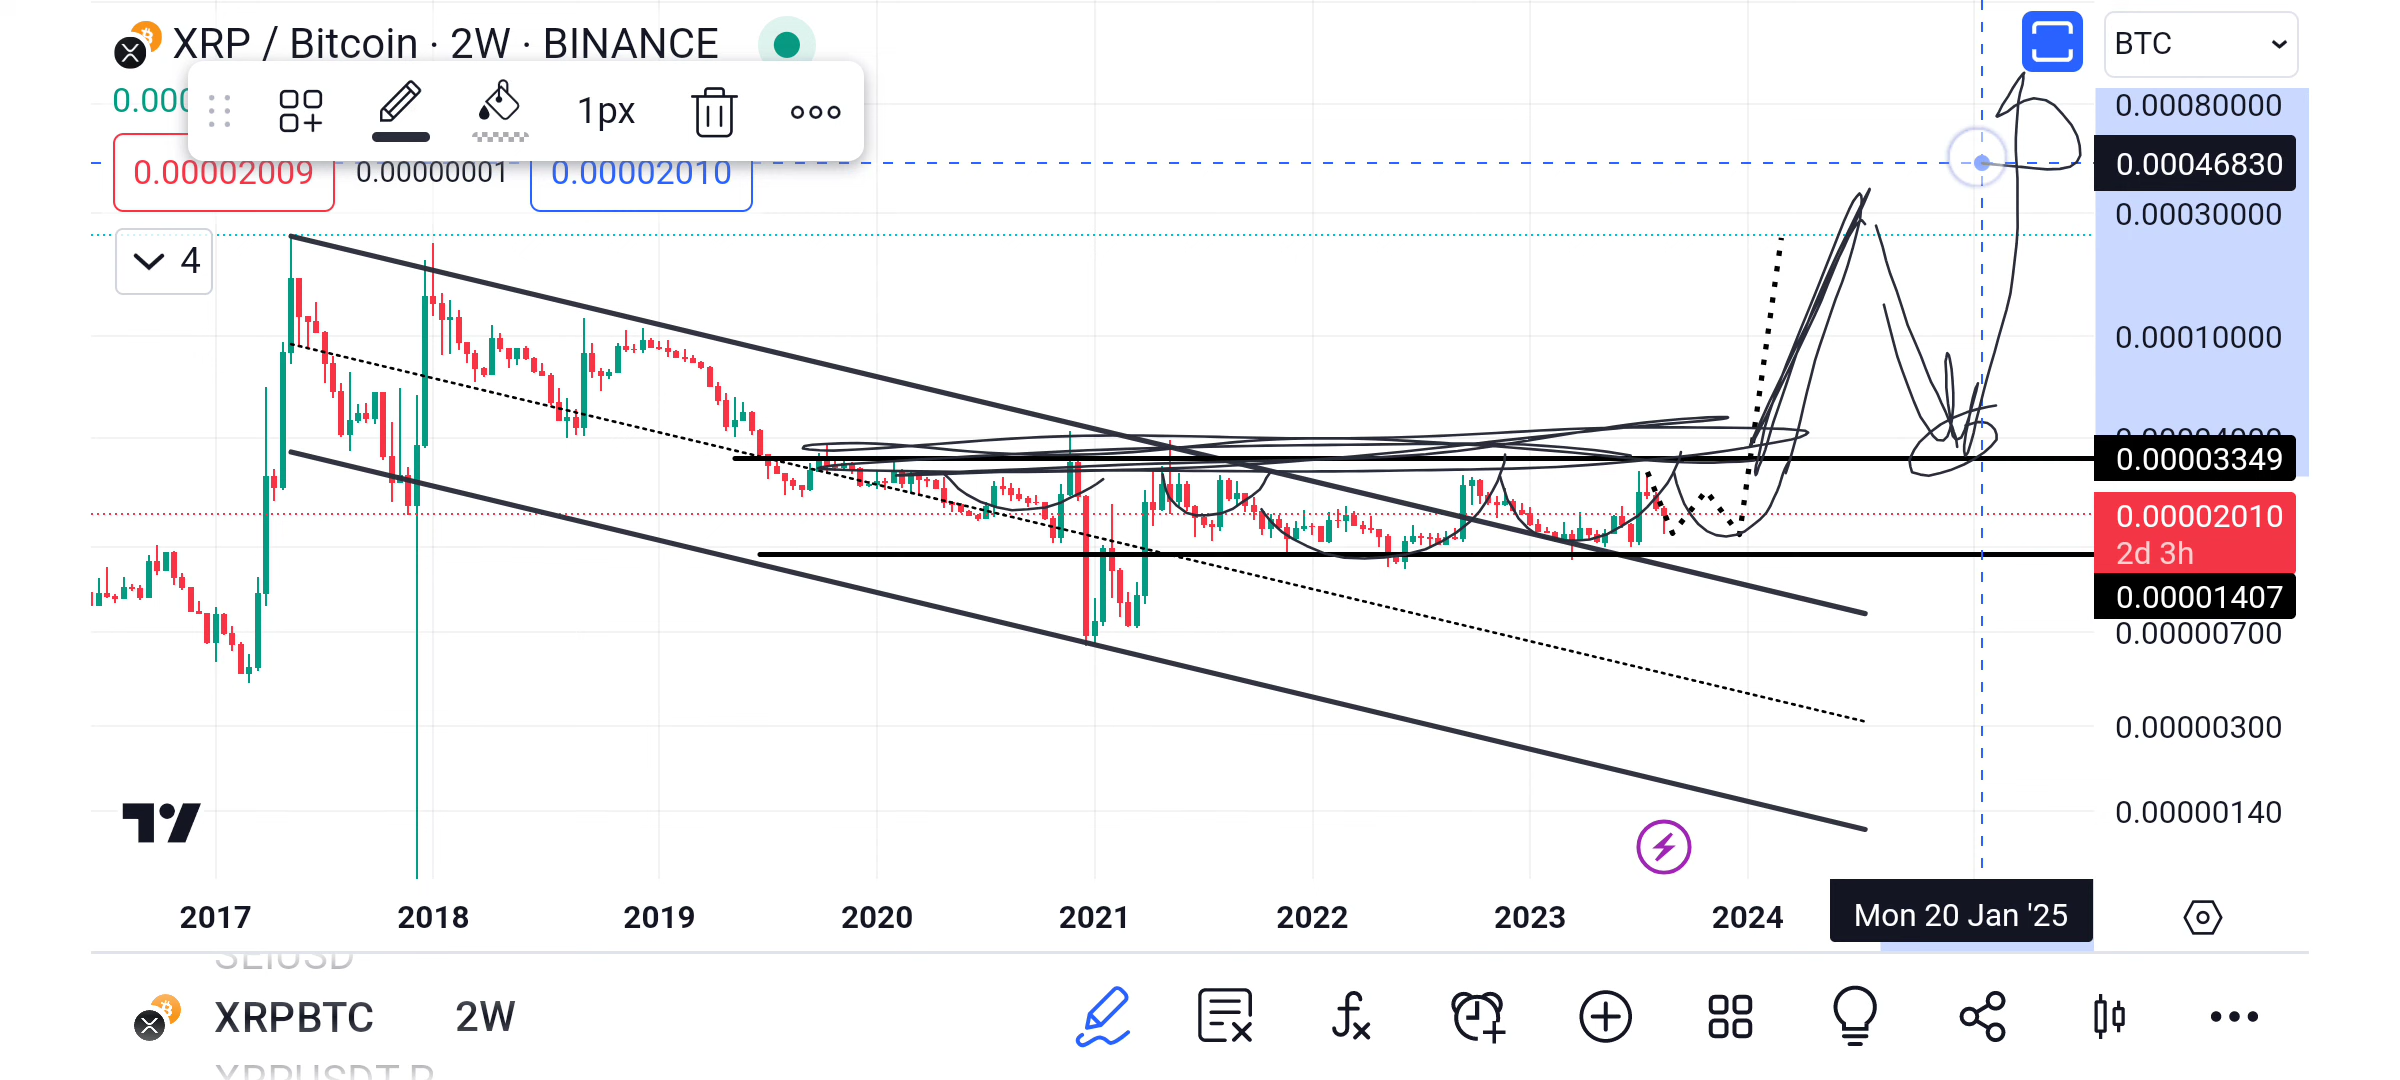 XRP / Bitcoin · 2W · BINANCE
BTC
0.000
1px
0.00080000
0.00046830
0.00002009
0.00000001
0.00002010
0.00030000
4
0.00010000
0.00003349
0.00002010
2d 3h
0.00001407
0.00000700
0.00000300
0.00000140
2017
2018
2019
2020
2021
2022
2023
2024
Mon 20 Jan '25
SEIUSD
XRPBTC
2W